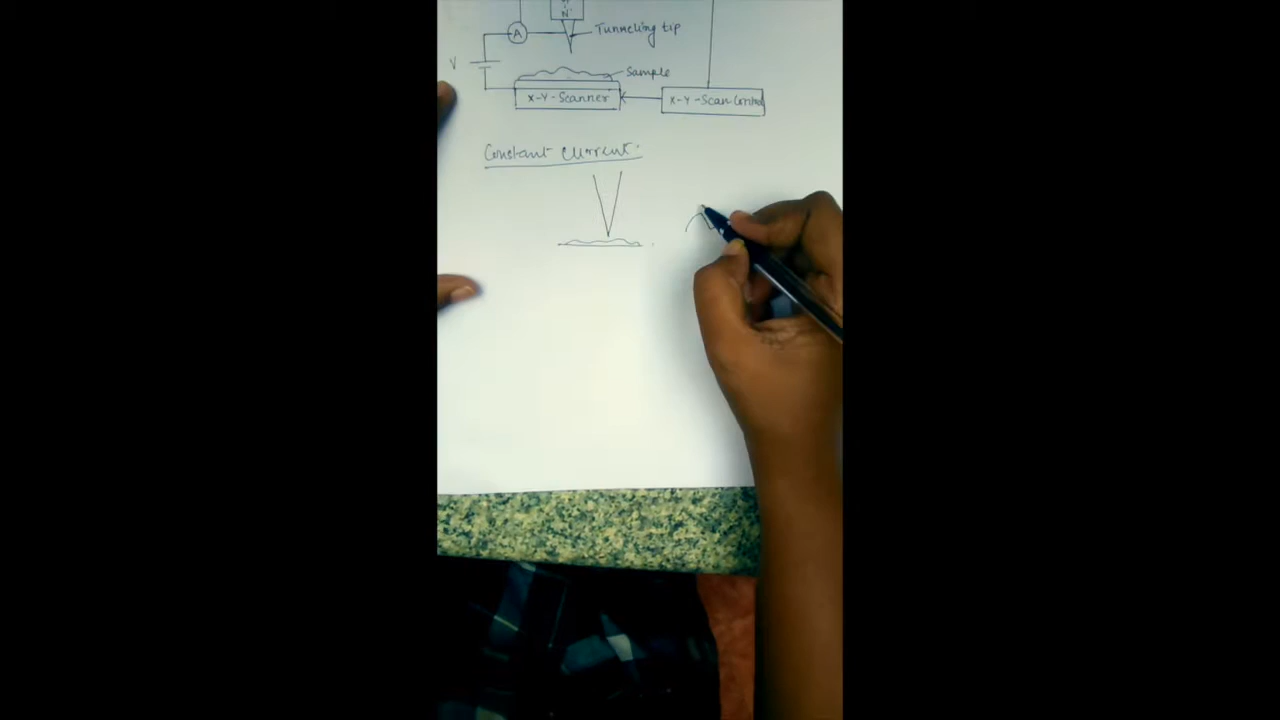 N
A
Tunneling tip
V
Sample
X-Y-Scanner
X-Y-Scan Control
Constant Current: